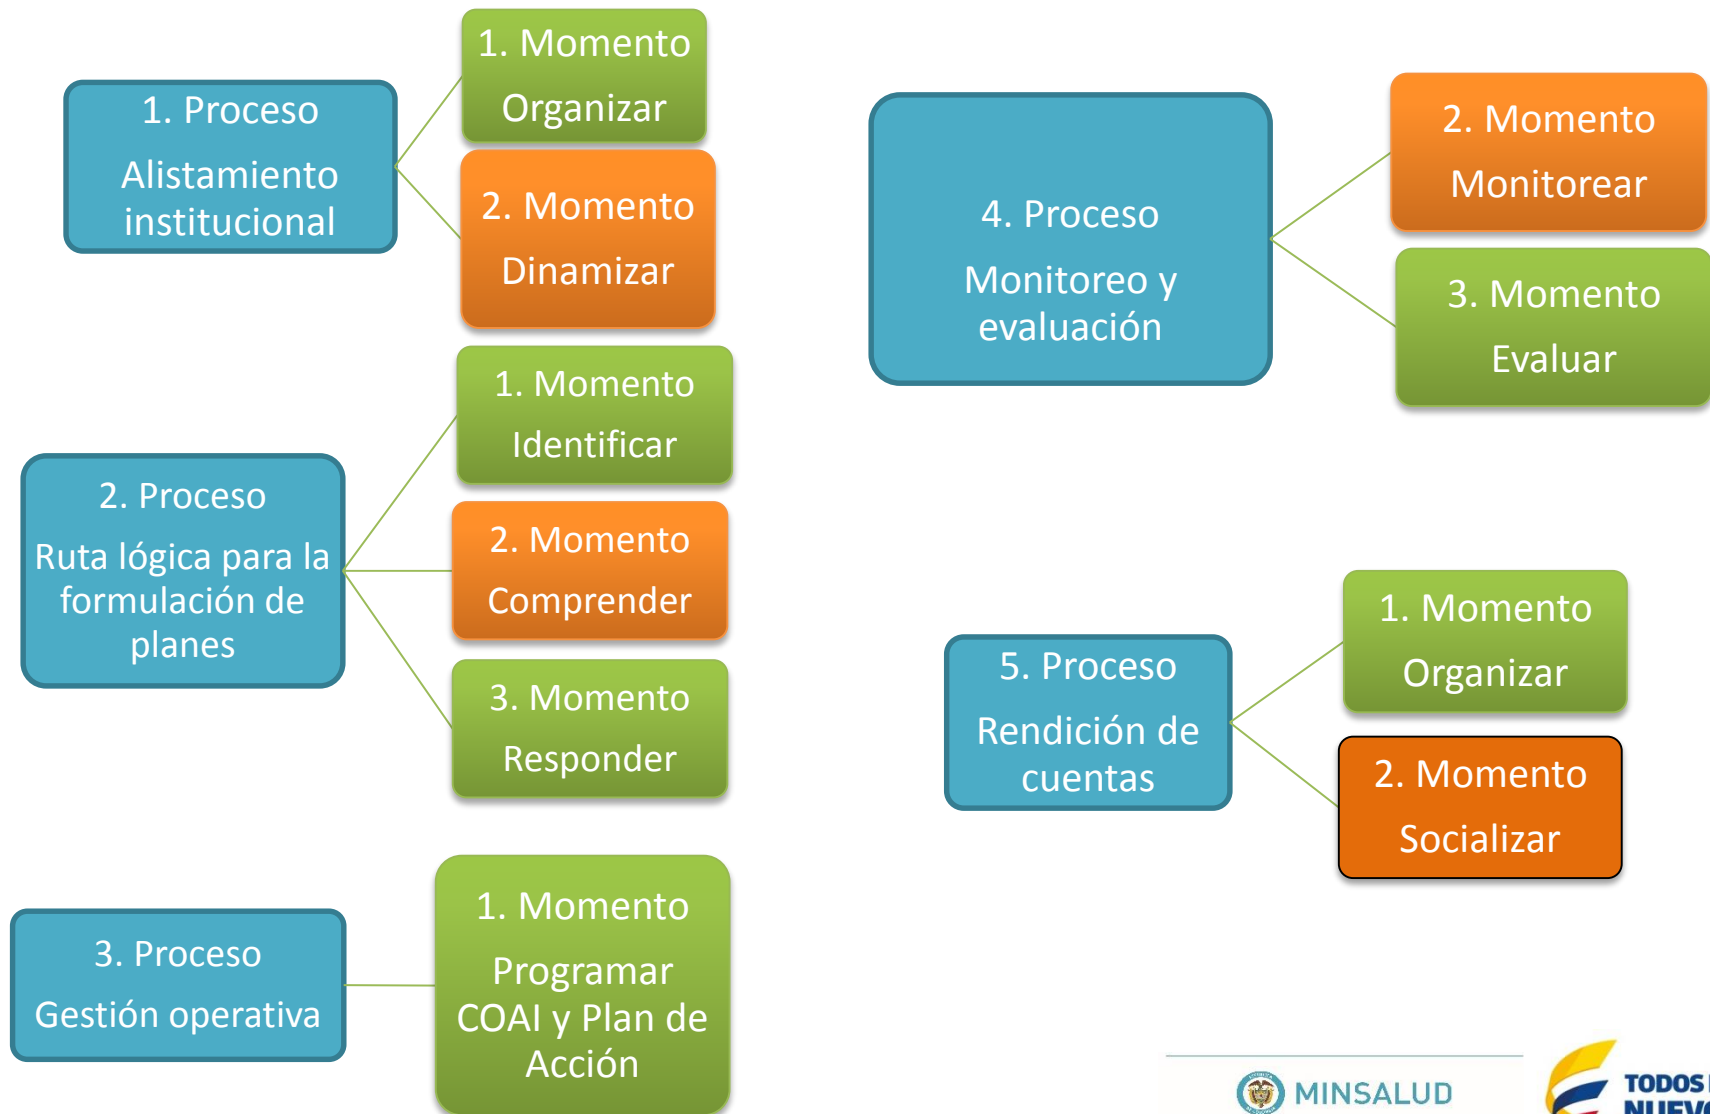 1. Proceso
Alistamiento
institucional
1. Momento
Organizar
2. Momento
Dinamizar
2. Proceso
Ruta lógica para la
formulación de
planes
1. Momento
Identificar
2. Momento
Comprender
3. Momento
Responder
3. Proceso
Gestión operativa
1. Momento
Programar
COAI y Plan de
Acción
4. Proceso
Monitoreo y
evaluación
2. Momento
Monitorear
3. Momento
Evaluar
5. Proceso
Rendición de
cuentas
1. Momento
Organizar
2. Momento
Socializar
MINSALUD
TODOS
NUEVO